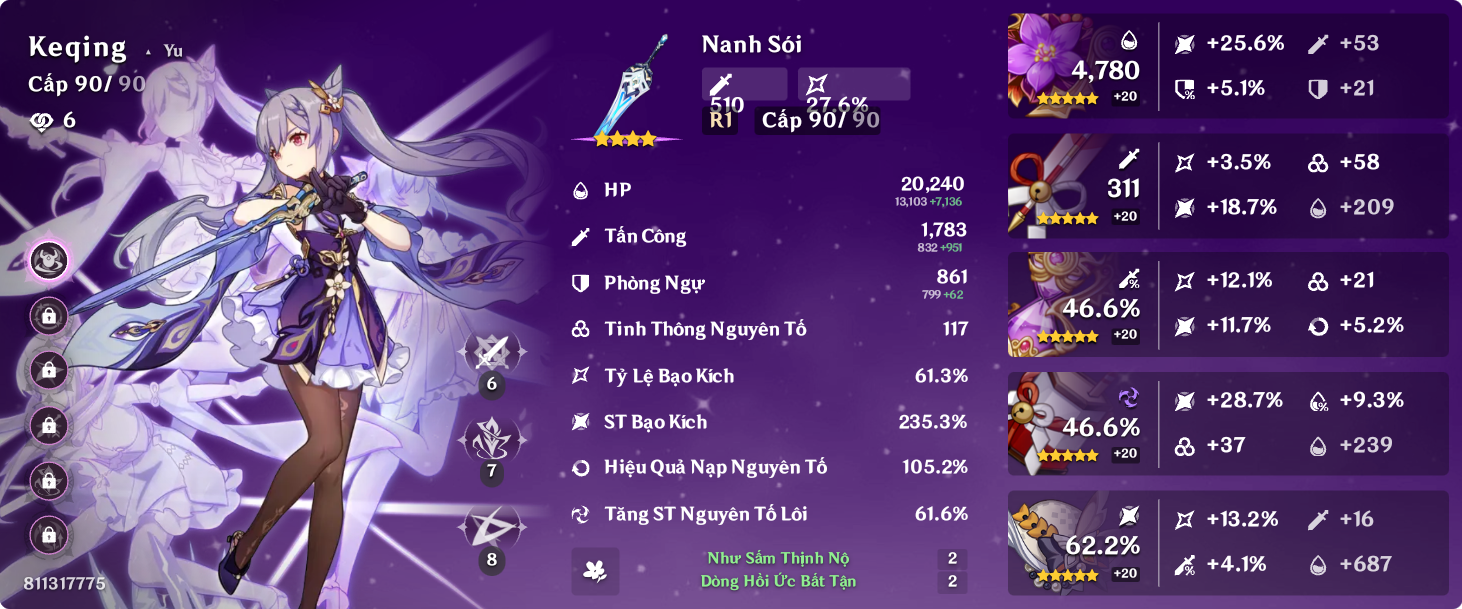 Keqing ▲ Yu
Cấp 90/ 90
6
6
7
8
811317775
Nanh Sói
510 27.6%
R1 Cấp 90/ 90
HP 20,240
13,103 +7,136
Tấn Công 1,783
832 +951
Phòng Ngự 861
799 +62
Tinh Thông Nguyên Tố 117
Tỷ Lệ Bạo Kích 61.3%
ST Bạo Kích 235.3%
Hiệu Quả Nạp Nguyên Tố 105.2%
Tăng ST Nguyên Tố Lôi 61.6%
Như Sấm Thịnh Nộ 2
Dòng Hồi Ức Bất Tận 2
4,780
+20
+25.6% +53
+5.1% +21
311
+20
+3.5% +58
+18.7% +209
46.6%
+20
+12.1% +21
+11.7% +5.2%
46.6%
+20
+28.7% +9.3%
+37 +239
62.2%
+20
+13.2% +16
+4.1% +687